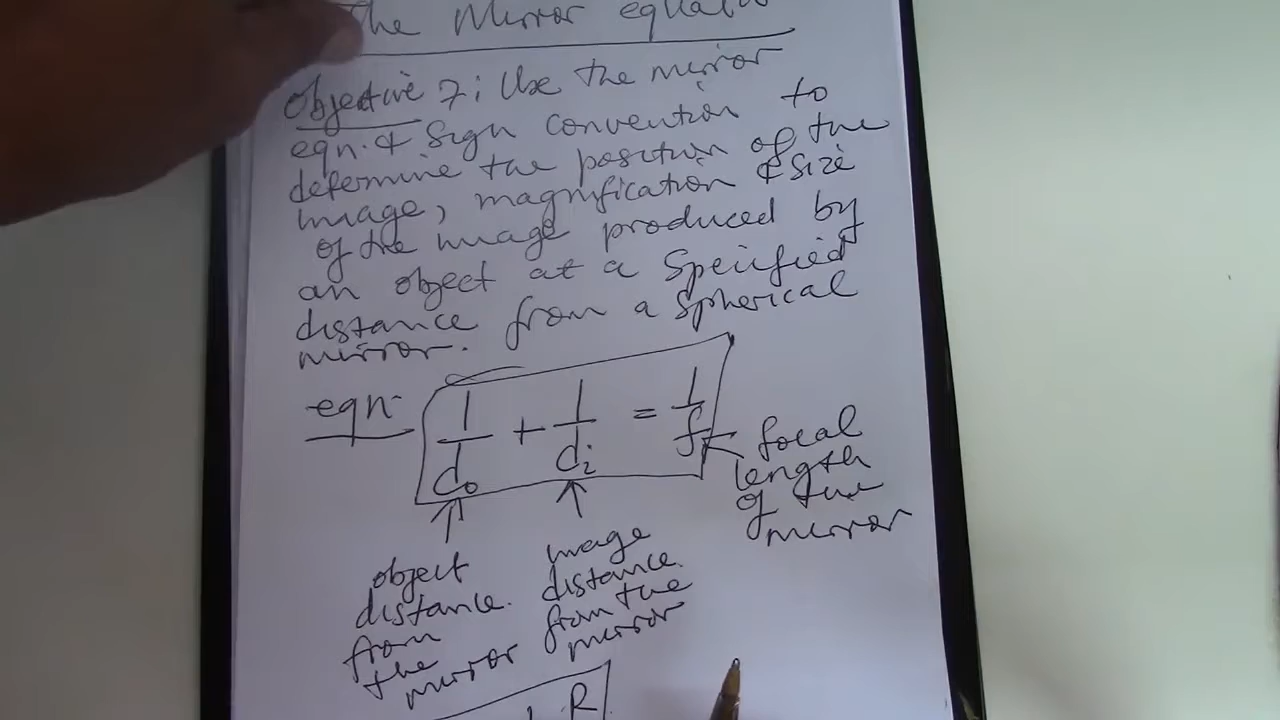 The Mirror equatio
Objective 7: Use the mirror
eqn. & sign convention to
determine the position of the
image, magnification & size
of the image produced by
an object at a specified
distance from a spherical
mirror.
eqn. 1/do + 1/di = 1/f
focal
length
of the
mirror
object
distance
from
the
mirror
image
distance
from the
mirror
R